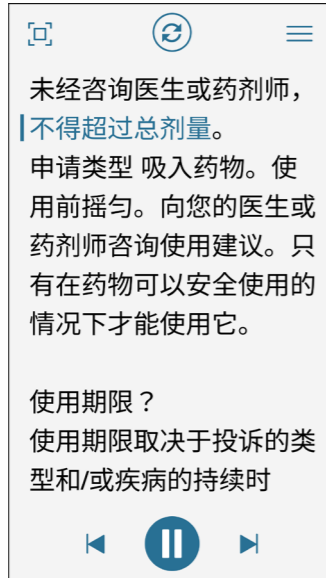 未经咨询医生或药剂师，
不得超过总剂量。
申请类型 吸入药物。使
用前摇匀。向您的医生或
药剂师咨询使用建议。只
有在药物可以安全使用的
情况下才能使用它。
使用期限？
使用期限取决于投诉的类
型和/或疾病的持续时